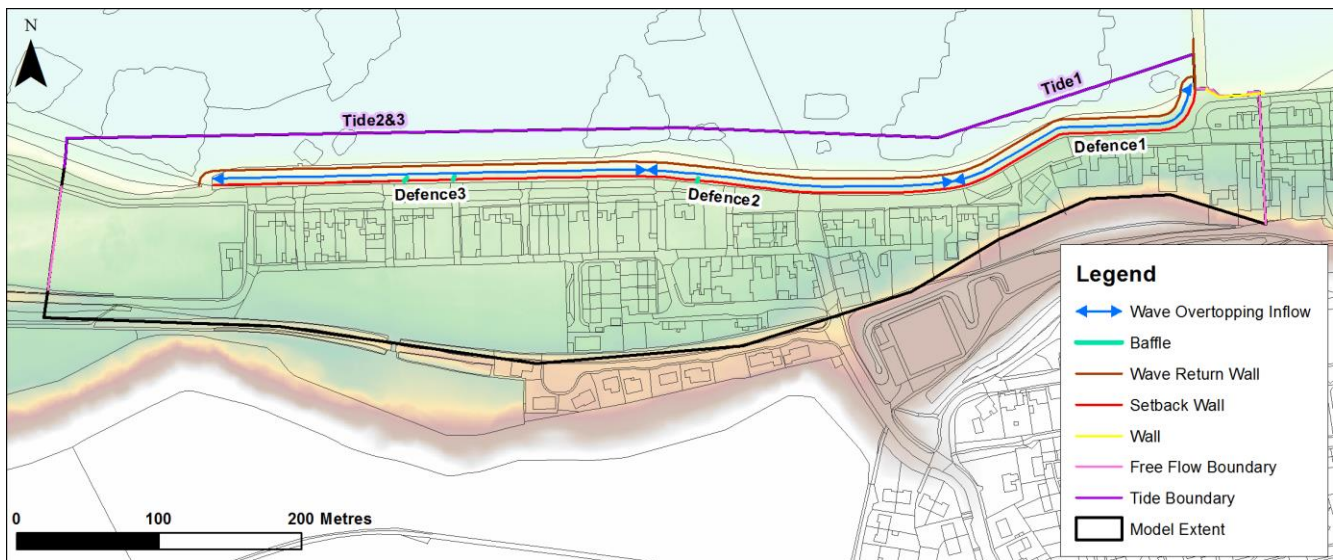 N
Tide1
Tide2&3
Defence1
Defence3
Defence2
Legend
Wave Overtopping Inflow
Baffle
Wave Return Wall
Setback Wall
Wall
Free Flow Boundary
Tide Boundary
Model Extent
0 100 200 Metres